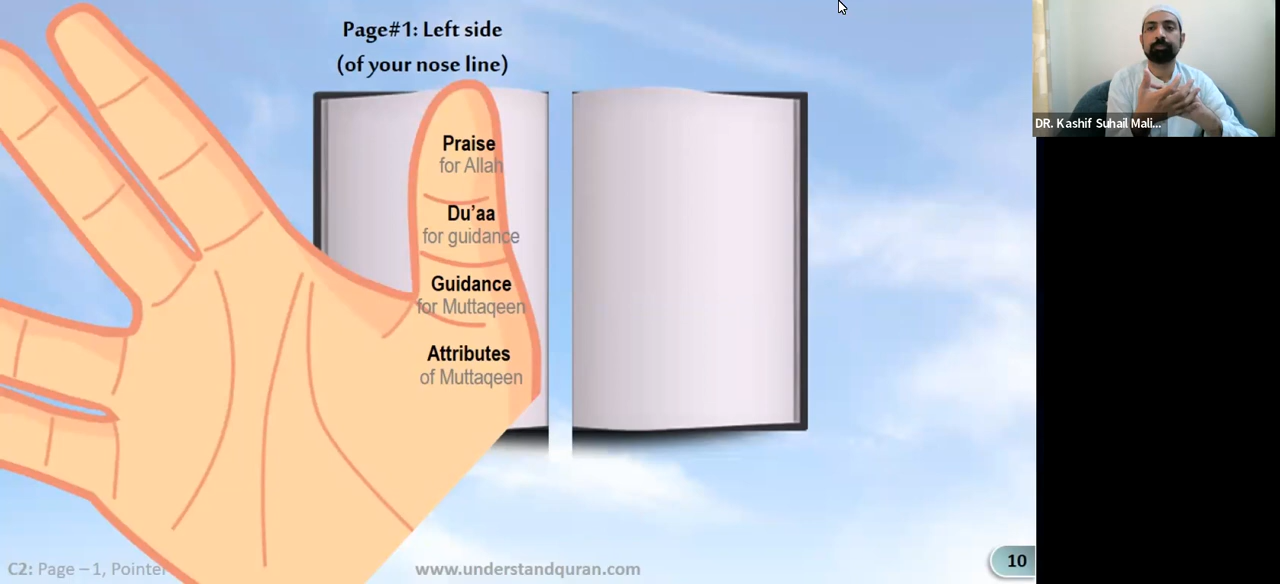 Page#1: Left side
(of your nose line)
Praise
for Allah
Du'aa
for guidance
Guidance
for Muttaqeen
Attributes
of Muttaqeen
DR. Kashif Suhail Mali...
C2: Page – 1, Pointer
www.understandquran.com
10